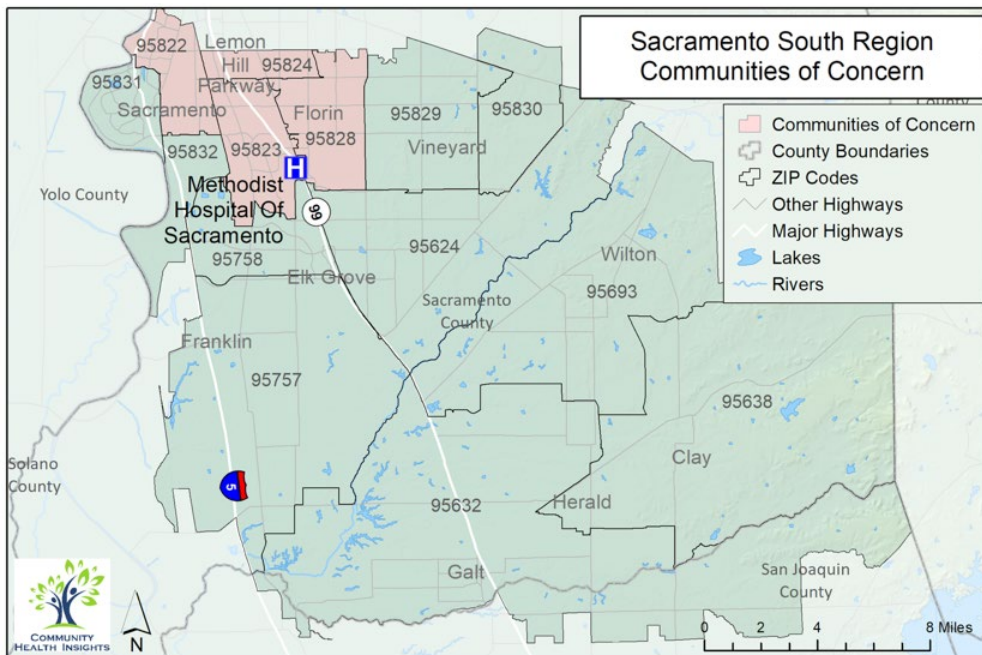 Sacramento South Region
Communities of Concern
Communities of Concern
County Boundaries
ZIP Codes
Other Highways
Major Highways
Lakes
Rivers
County
95822
Lemon
Hill
95824
Parkway
95831
Sacramento
Florin
95828
95829
95830
Vineyard
95832
95823
H
Methodist
Hospital Of
Sacramento
Yolo County
99
95758
95624
Elk Grove
Wilton
Sacramento
County
95693
Franklin
95757
95638
Solano
County
5
Clay
95632
Herald
Galt
San Joaquin
County
COMMUNITY
HEALTH INSIGHTS
N
0 2 4 8 Miles